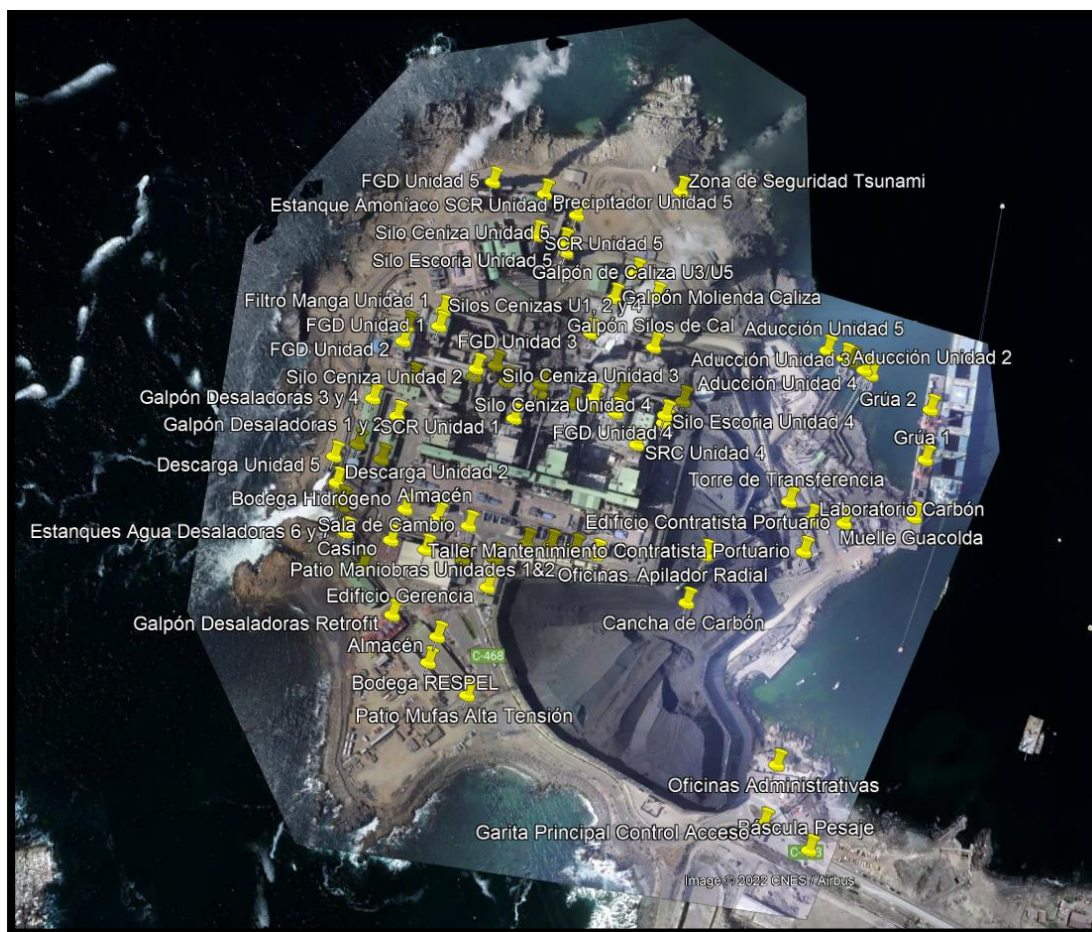 FGD Unidad 5
Zona de Seguridad Tsunami
Estanque Amoníaco SCR Unidad 5
Precipitador Unidad 5
Silo Ceniza Unidad 5
SCR Unidad 5
Silo Escoria Unidad 5
Galpón de Caliza U3/U5
Filtro Manga Unidad 1
Silos Cenizas U1, 2 y 4
Galpón Molienda Caliza
FGD Unidad 1
Galpón Silos de Cal
Aducción Unidad 5
FGD Unidad 2
FGD Unidad 3
Aducción Unidad 3
Aducción Unidad 2
Silo Ceniza Unidad 2
Silo Ceniza Unidad 3
Aducción Unidad 4
Galpón Desaladoras 3 y 4
Silo Ceniza Unidad 4
Grúa 2
Galpón Desaladoras 1 y 2
SCR Unidad 1
FGD Unidad 4
Silo Escoria Unidad 4
Grúa 1
Descarga Unidad 5
Descarga Unidad 2
SRC Unidad 4
Torre de Transferencia
Bodega Hidrógeno
Almacén
Laboratorio Carbón
Estanques Agua Desaladoras 6 y
Sala de Cambio
Edificio Contratista Portuario
Muelle Guacolda
Casino
Taller Mantenimiento Contratista Portuario
Patio Maniobras Unidades 1&2
Oficinas Apilador Radial
Edificio Gerencia
Cancha de Carbón
Galpón Desaladoras Retrofit
Almacén
C-468
Bodega RESPEL
Patio Mufas Alta Tensión
Oficinas Administrativas
Garita Principal Control Acceso
Báscula Pesaje
Image © 2022 CNES / Airbus